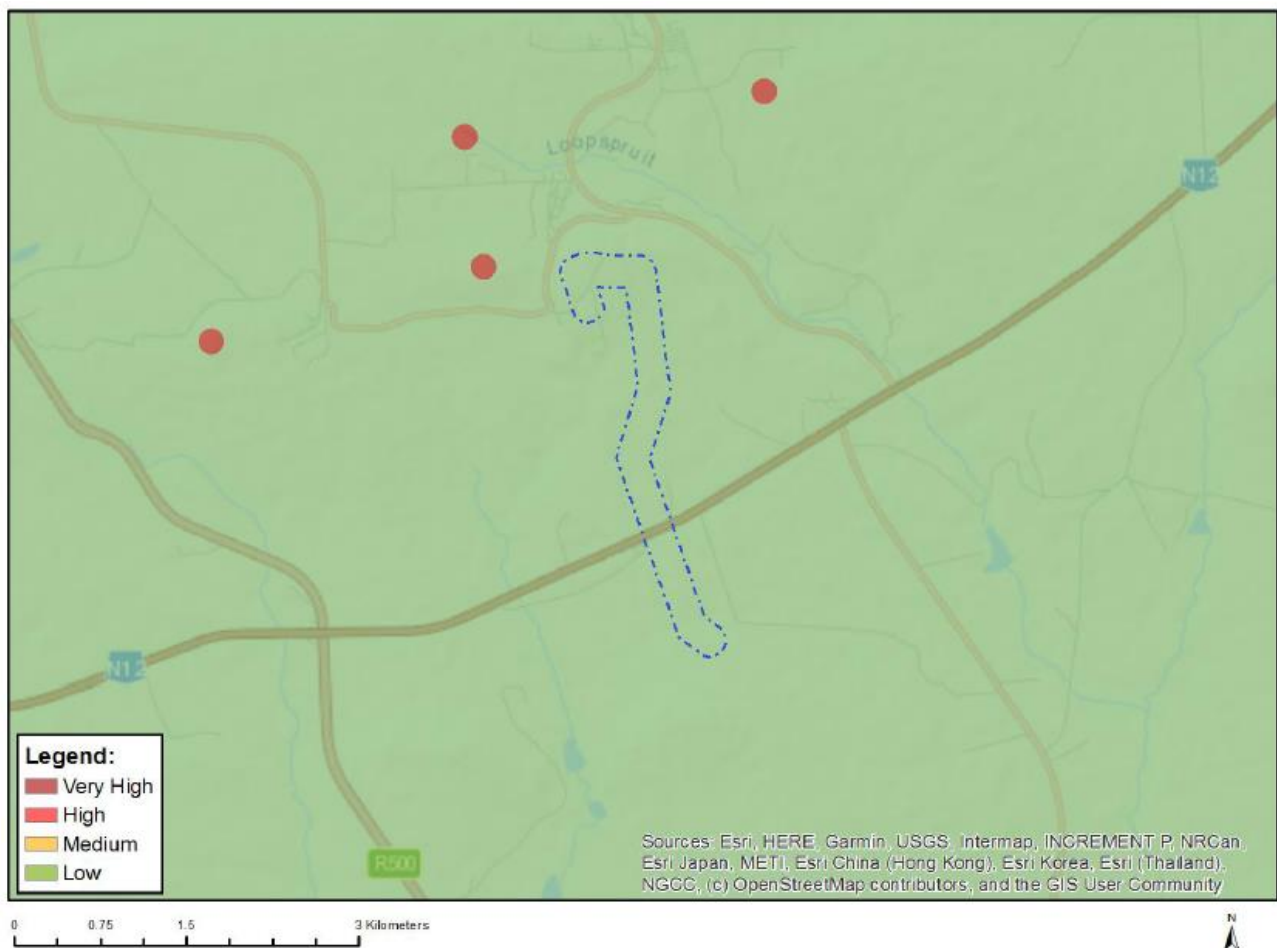 Loopspruit
N12
N12
R500
Legend:
Very High
High
Medium
Low
Sources: Esri, HERE, Garmin, USGS, Intermap, INCREMENT P, NRCan,
Esri Japan, METI, Esri China (Hong Kong), Esri Korea, Esri (Thailand),
NGCC, (c) OpenStreetMap contributors, and the GIS User Community
0 0.75 1.5 3 Kilometers
N